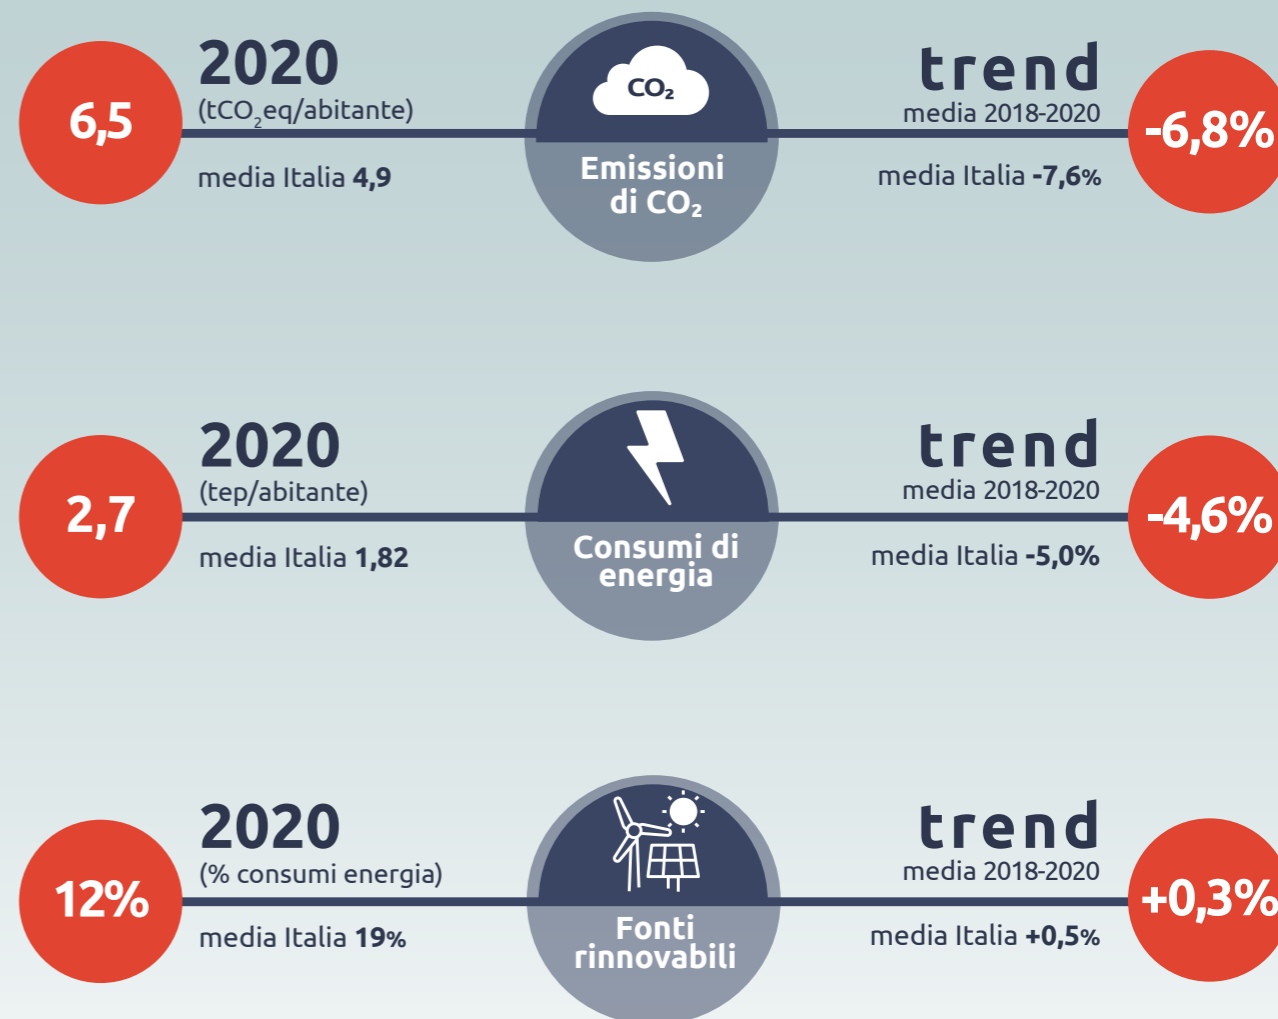 6,5
2020
(tCO₂eq/abitante)
media Italia 4,9
CO₂
Emissioni
di CO₂
trend
media 2018-2020
media Italia -7,6%
-6,8%
2,7
2020
(tep/abitante)
media Italia 1,82
Consumi di
energia
trend
media 2018-2020
media Italia -5,0%
-4,6%
12%
2020
(% consumi energia)
media Italia 19%
Fonti
rinnovabili
trend
media 2018-2020
media Italia +0,5%
+0,3%